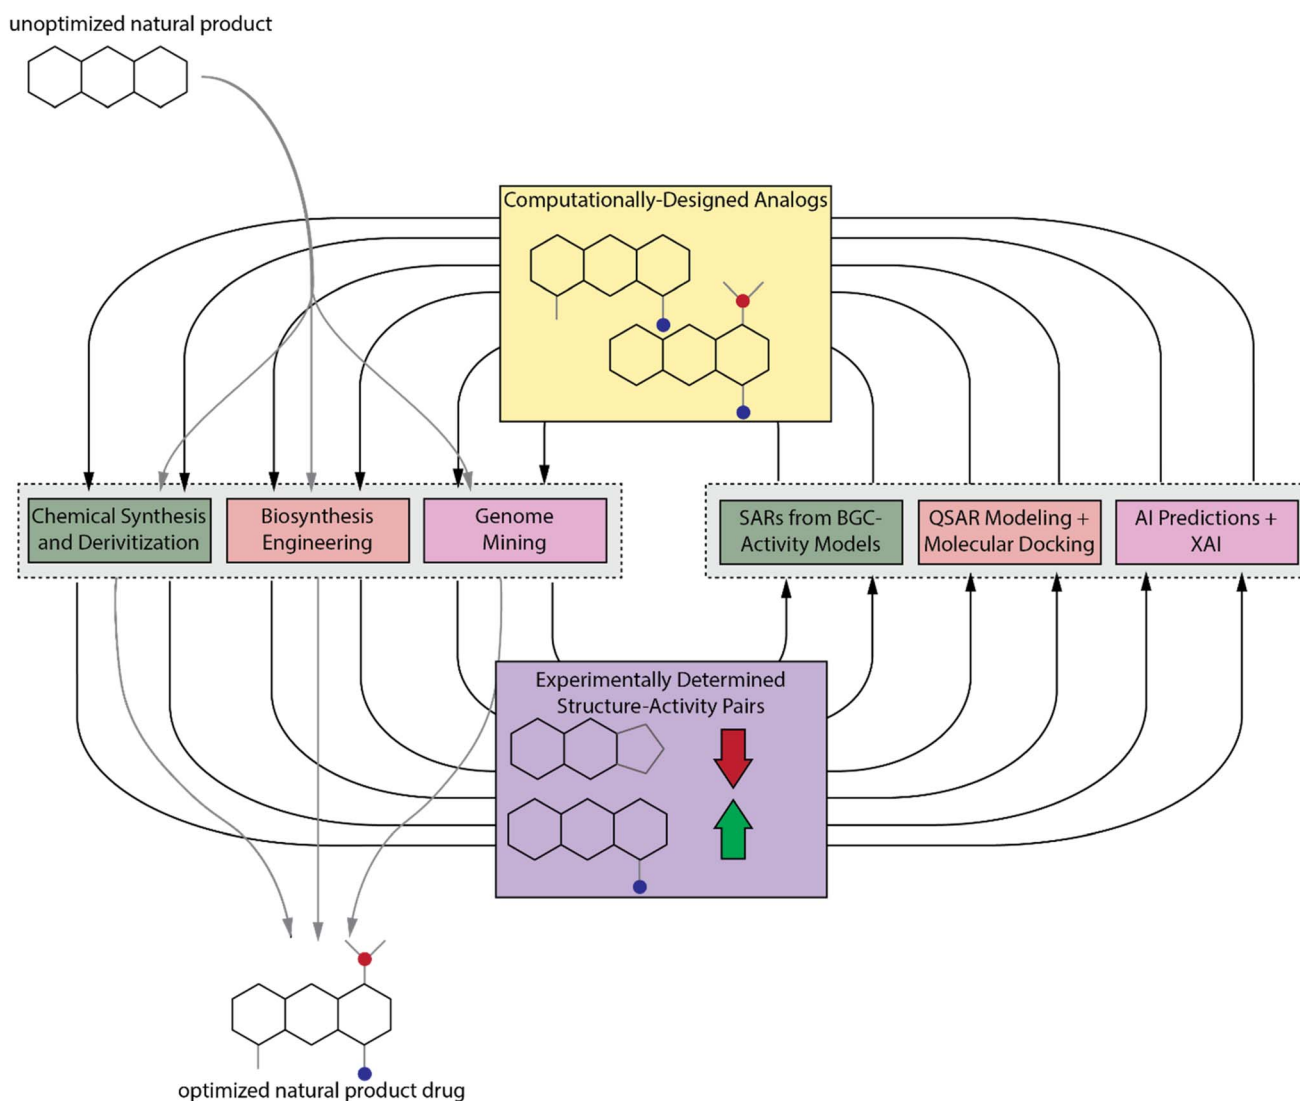 unoptimized natural product
Computationally-Designed Analogs
Chemical Synthesis
and Derivitization
Biosynthesis
Engineering
Genome
Mining
SARs from BGC-
Activity Models
QSAR Modeling +
Molecular Docking
AI Predictions +
XAI
Experimentally Determined
Structure-Activity Pairs
optimized natural product drug